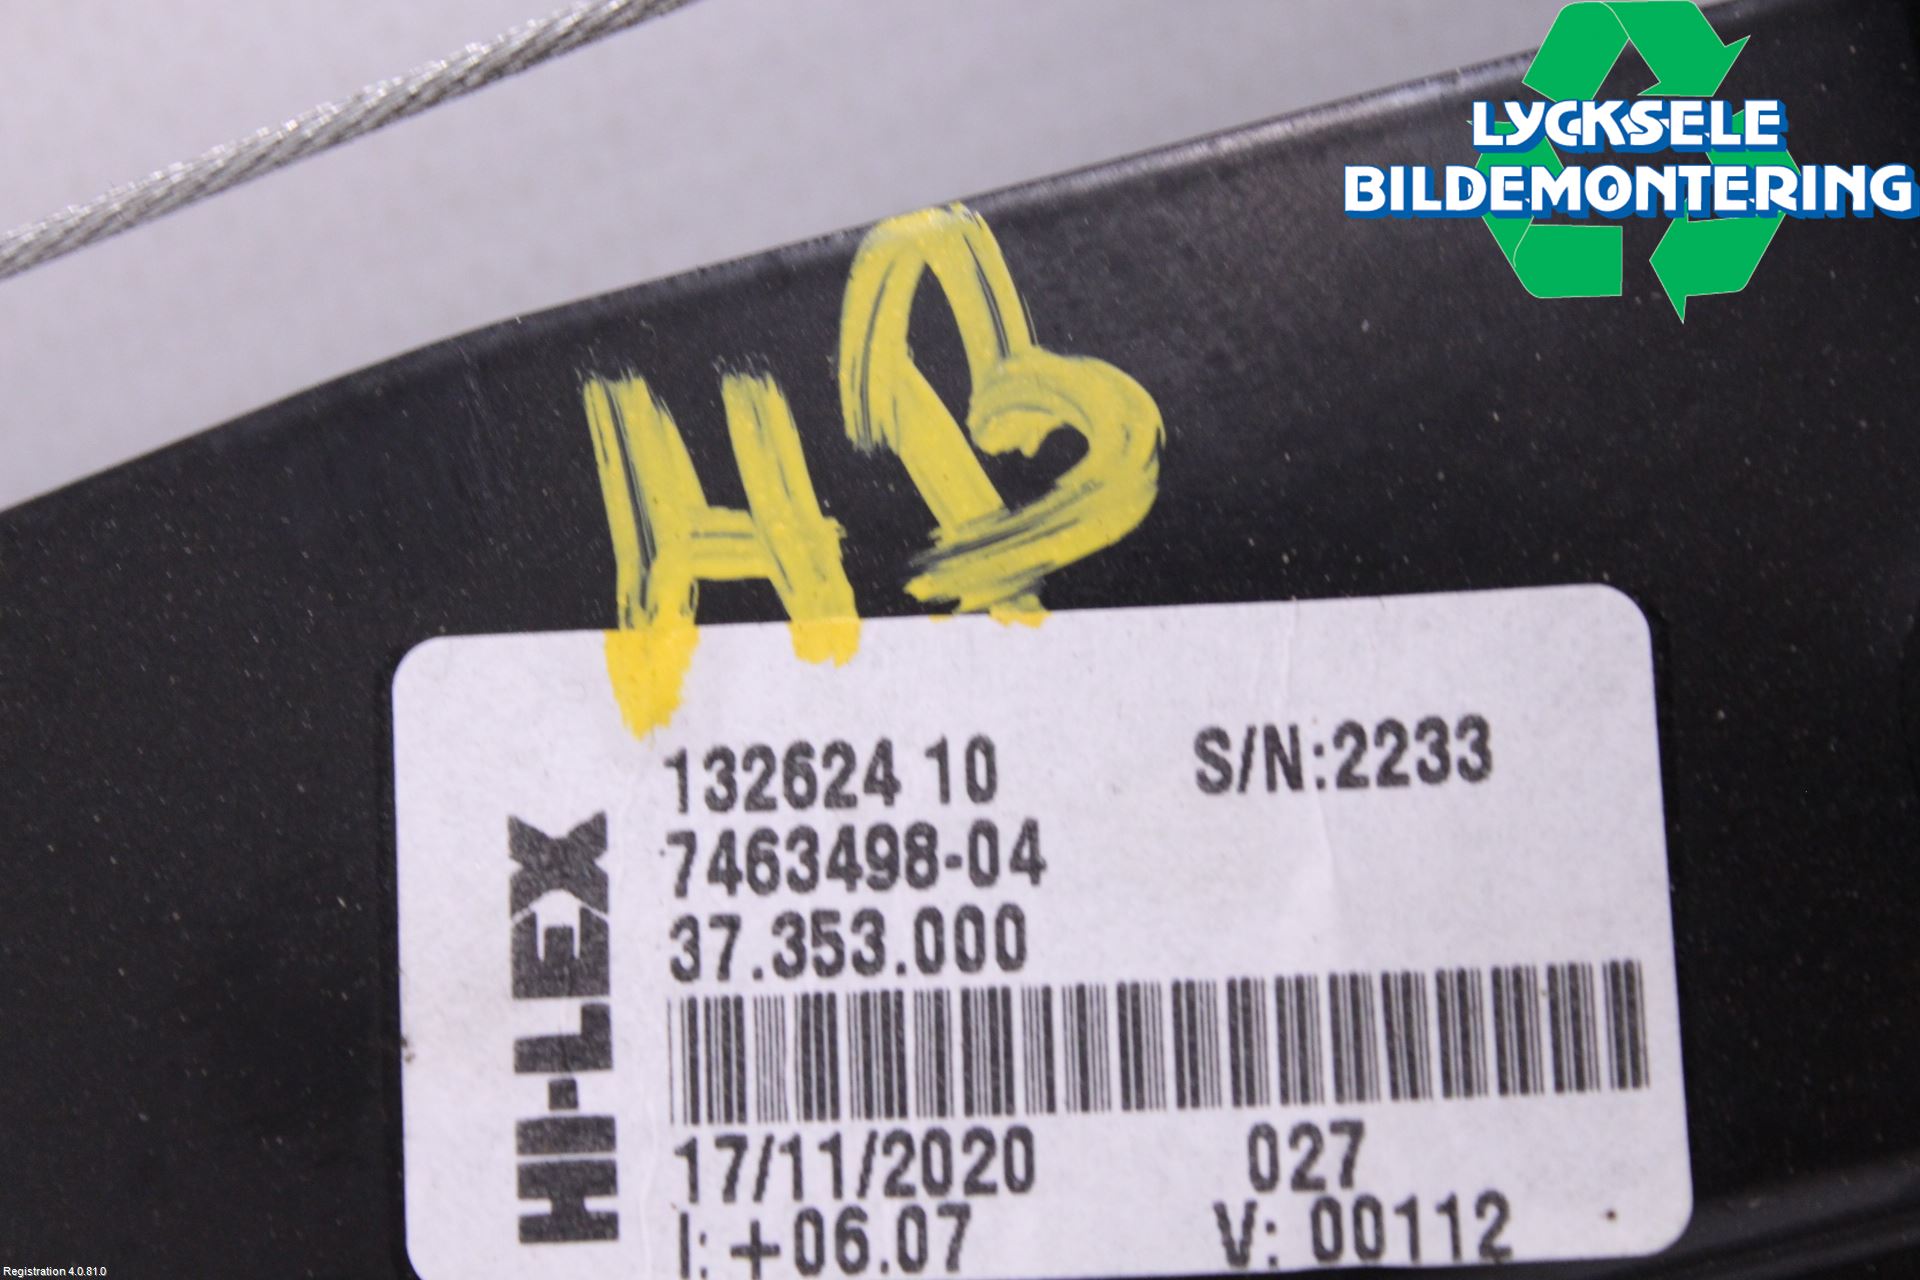 LYCKSELE
BILDEMONTERING
HB
132624 10 S/N:2233
7463498-04
37.353.000
HI-LEX
17/11/2020 027
I: +06.07 V: 00112
Registration 4.0.81.0